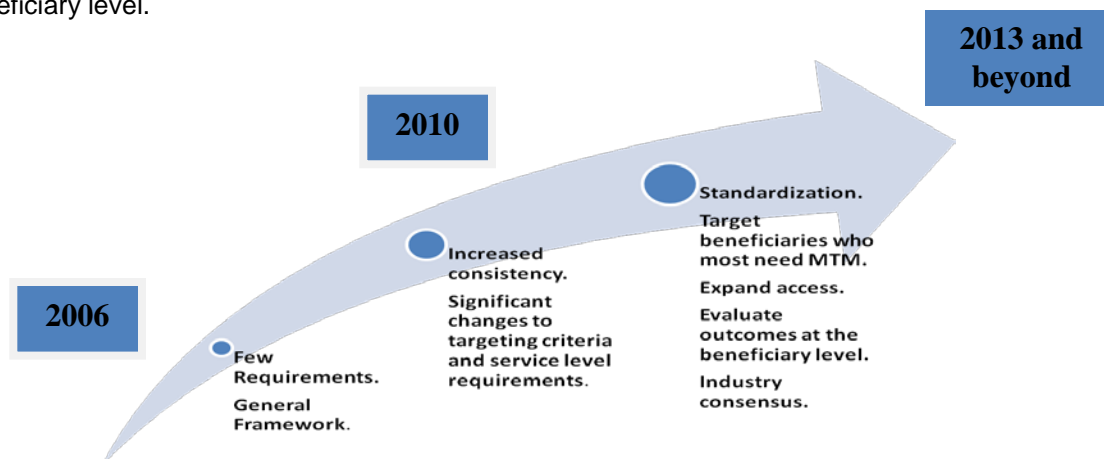 eficiary level.
2013 and
beyond
2010
2006
Few
Requirements.
General
Framework.
Increased
consistency.
Significant
changes to
targeting criteria
and service level
requirements.
Standardization.
Target
beneficiaries who
most need MTM.
Expand access.
Evaluate
outcomes at the
beneficiary level.
Industry
consensus.